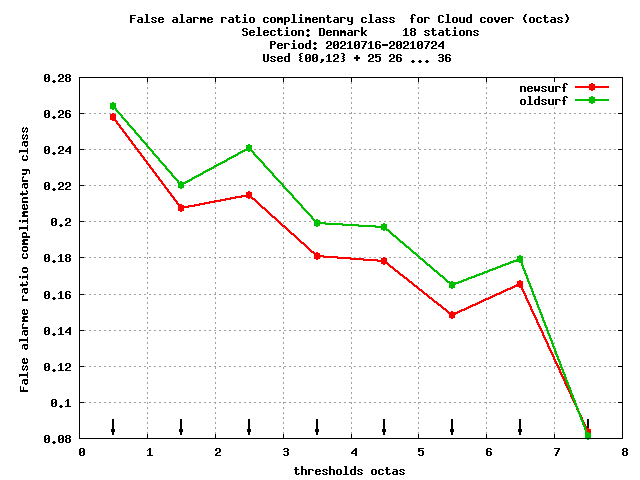 False alarme ratio complimentary class  for Cloud cover (octas)
Selection: Denmark     18 stations
Period: 20210716-20210724
Used {00,12} + 25 26 ... 36
newsurf
oldsurf
False alarme ratio complimentary class
0.28
0.26
0.24
0.22
0.2
0.18
0.16
0.14
0.12
0.1
0.08
0 1 2 3 4 5 6 7 8
thresholds octas